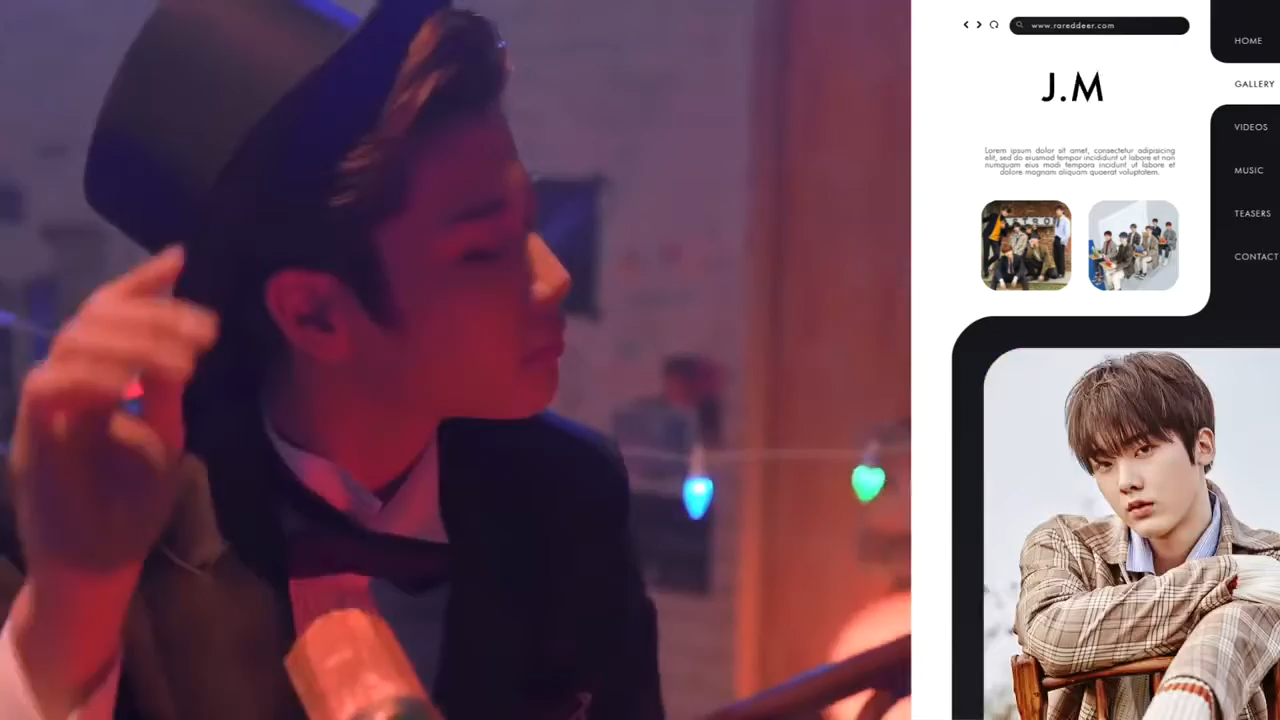 www.rareddeer.com
HOME
J.M
GALLERY
VIDEOS
Lorem ipsum dolor sit amet, consectetur adipisicing
elit, sed do eiusmod tempor incididunt ut labore et non
numquam eius modi tempora incidunt ut labore et
dolore magnam aliquam quaerat voluptatem.
MUSIC
TEASERS
CONTACT